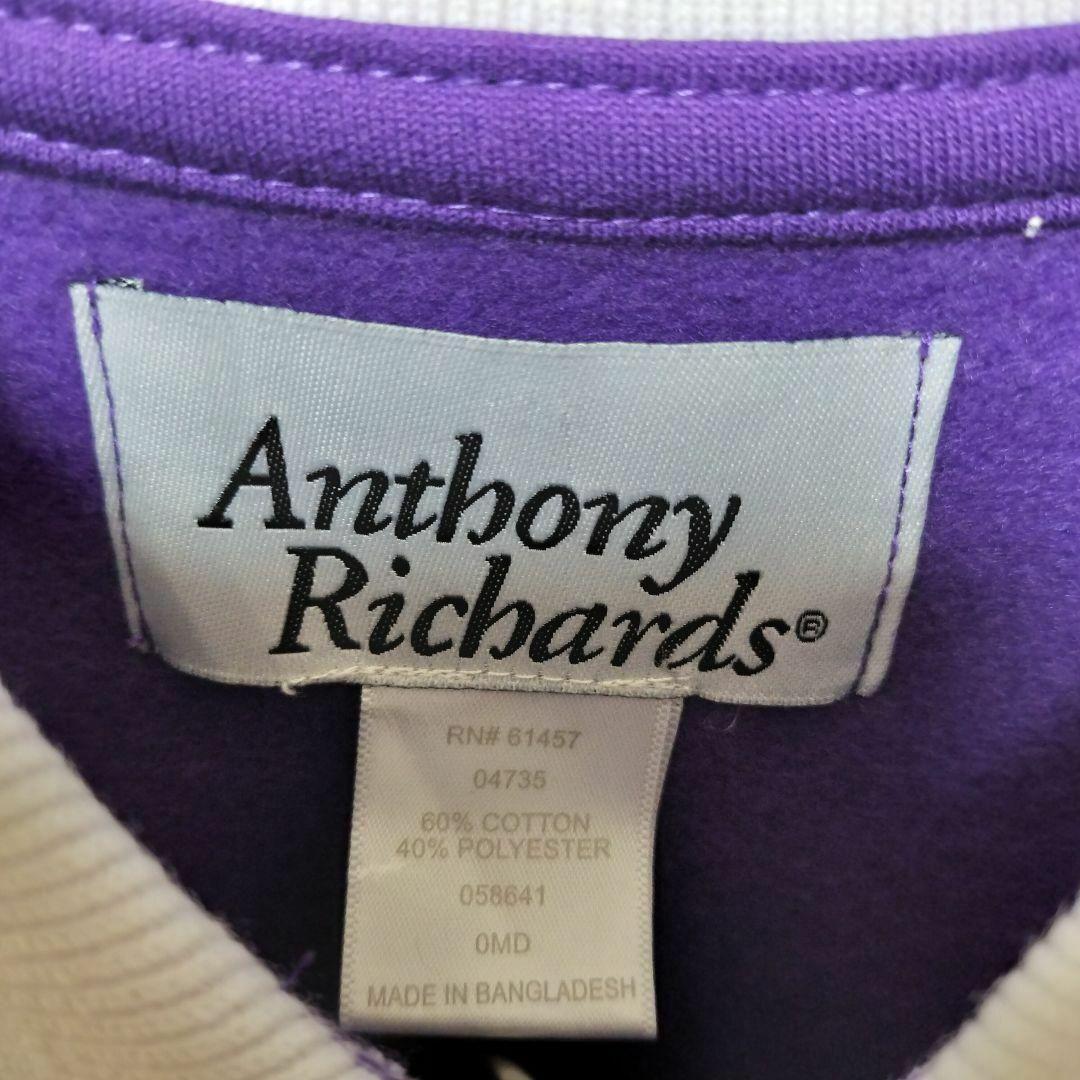 Anthony
Richards®
RN# 61457
04735
60% COTTON
40% POLYESTER
058641
0MD
MADE IN BANGLADESH